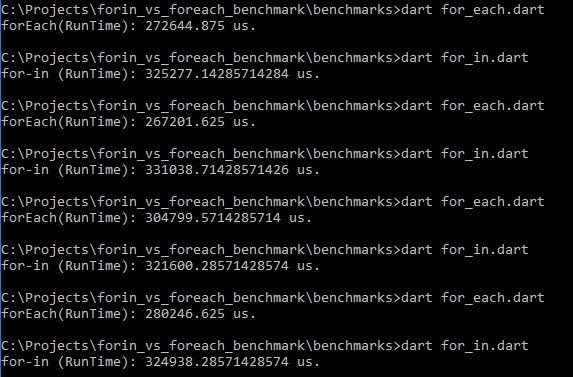 C:\Projects\forin_vs_foreach_benchmark\benchmarks>dart for_each.dart
forEach(RunTime): 272644.875 us.
C:\Projects\forin_vs_foreach_benchmark\benchmarks>dart for_in.dart
for-in (RunTime): 325277.14285714284 us.
C:\Projects\forin_vs_foreach_benchmark\benchmarks>dart for_each.dart
forEach(RunTime): 267201.625 us.
C:\Projects\forin_vs_foreach_benchmark\benchmarks>dart for_in.dart
for-in (RunTime): 331038.71428571426 us.
C:\Projects\forin_vs_foreach_benchmark\benchmarks>dart for_each.dart
forEach(RunTime): 304799.5714285714 us.
C:\Projects\forin_vs_foreach_benchmark\benchmarks>dart for_in.dart
for-in (RunTime): 321600.28571428574 us.
C:\Projects\forin_vs_foreach_benchmark\benchmarks>dart for_each.dart
forEach(RunTime): 280246.625 us.
C:\Projects\forin_vs_foreach_benchmark\benchmarks>dart for_in.dart
for-in (RunTime): 324938.28571428574 us.